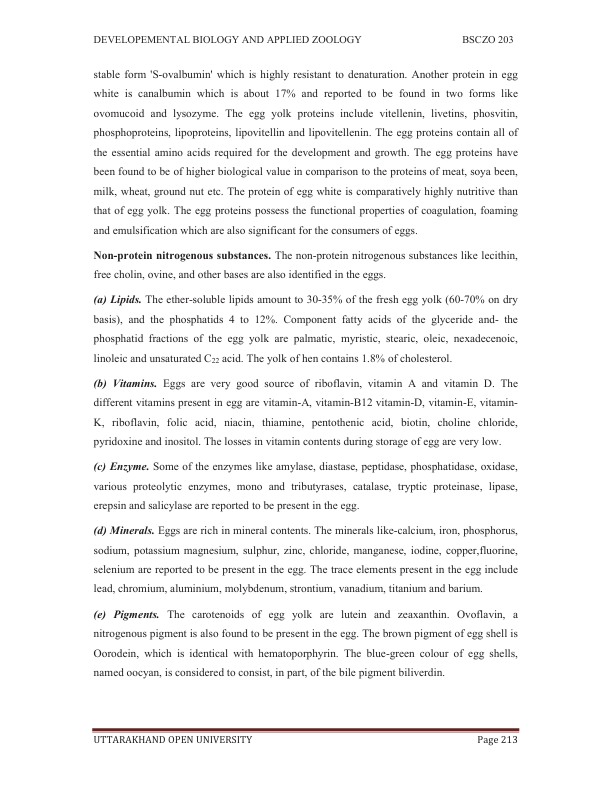 DEVELOPEMENTAL BIOLOGY AND APPLIED ZOOLOGY BSCZO 203
stable form 'S-ovalbumin' which is highly resistant to denaturation. Another protein in egg
white is canalbumin which is about 17% and reported to be found in two forms like
ovomucoid and lysozyme. The egg yolk proteins include vitellenin, livetins, phosvitin,
phosphoproteins, lipoproteins, lipovitellin and lipovitellenin. The egg proteins contain all of
the essential amino acids required for the development and growth. The egg proteins have
been found to be of higher biological value in comparison to the proteins of meat, soya been,
milk, wheat, ground nut etc. The protein of egg white is comparatively highly nutritive than
that of egg yolk. The egg proteins possess the functional properties of coagulation, foaming
and emulsification which are also significant for the consumers of eggs.
Non-protein nitrogenous substances. The non-protein nitrogenous substances like lecithin,
free cholin, ovine, and other bases are also identified in the eggs.
(a) Lipids. The ether-soluble lipids amount to 30-35% of the fresh egg yolk (60-70% on dry
basis), and the phosphatids 4 to 12%. Component fatty acids of the glyceride and- the
phosphatid fractions of the egg yolk are palmatic, myristic, stearic, oleic, nexadecenoic,
linoleic and unsaturated C22 acid. The yolk of hen contains 1.8% of cholesterol.
(b) Vitamins. Eggs are very good source of riboflavin, vitamin A and vitamin D. The
different vitamins present in egg are vitamin-A, vitamin-B12 vitamin-D, vitamin-E, vitamin-
K, riboflavin, folic acid, niacin, thiamine, pentothenic acid, biotin, choline chloride,
pyridoxine and inositol. The losses in vitamin contents during storage of egg are very low.
(c) Enzyme. Some of the enzymes like amylase, diastase, peptidase, phosphatidase, oxidase,
various proteolytic enzymes, mono and tributyrases, catalase, tryptic proteinase, lipase,
erepsin and salicylase are reported to be present in the egg.
(d) Minerals. Eggs are rich in mineral contents. The minerals like-calcium, iron, phosphorus,
sodium, potassium magnesium, sulphur, zinc, chloride, manganese, iodine, copper,fluorine,
selenium are reported to be present in the egg. The trace elements present in the egg include
lead, chromium, aluminium, molybdenum, strontium, vanadium, titanium and barium.
(e) Pigments. The carotenoids of egg yolk are lutein and zeaxanthin. Ovoflavin, a
nitrogenous pigment is also found to be present in the egg. The brown pigment of egg shell is
Oorodein, which is identical with hematoporphyrin. The blue-green colour of egg shells,
named oocyan, is considered to consist, in part, of the bile pigment biliverdin.
UTTARAKHAND OPEN UNIVERSITY Page 213